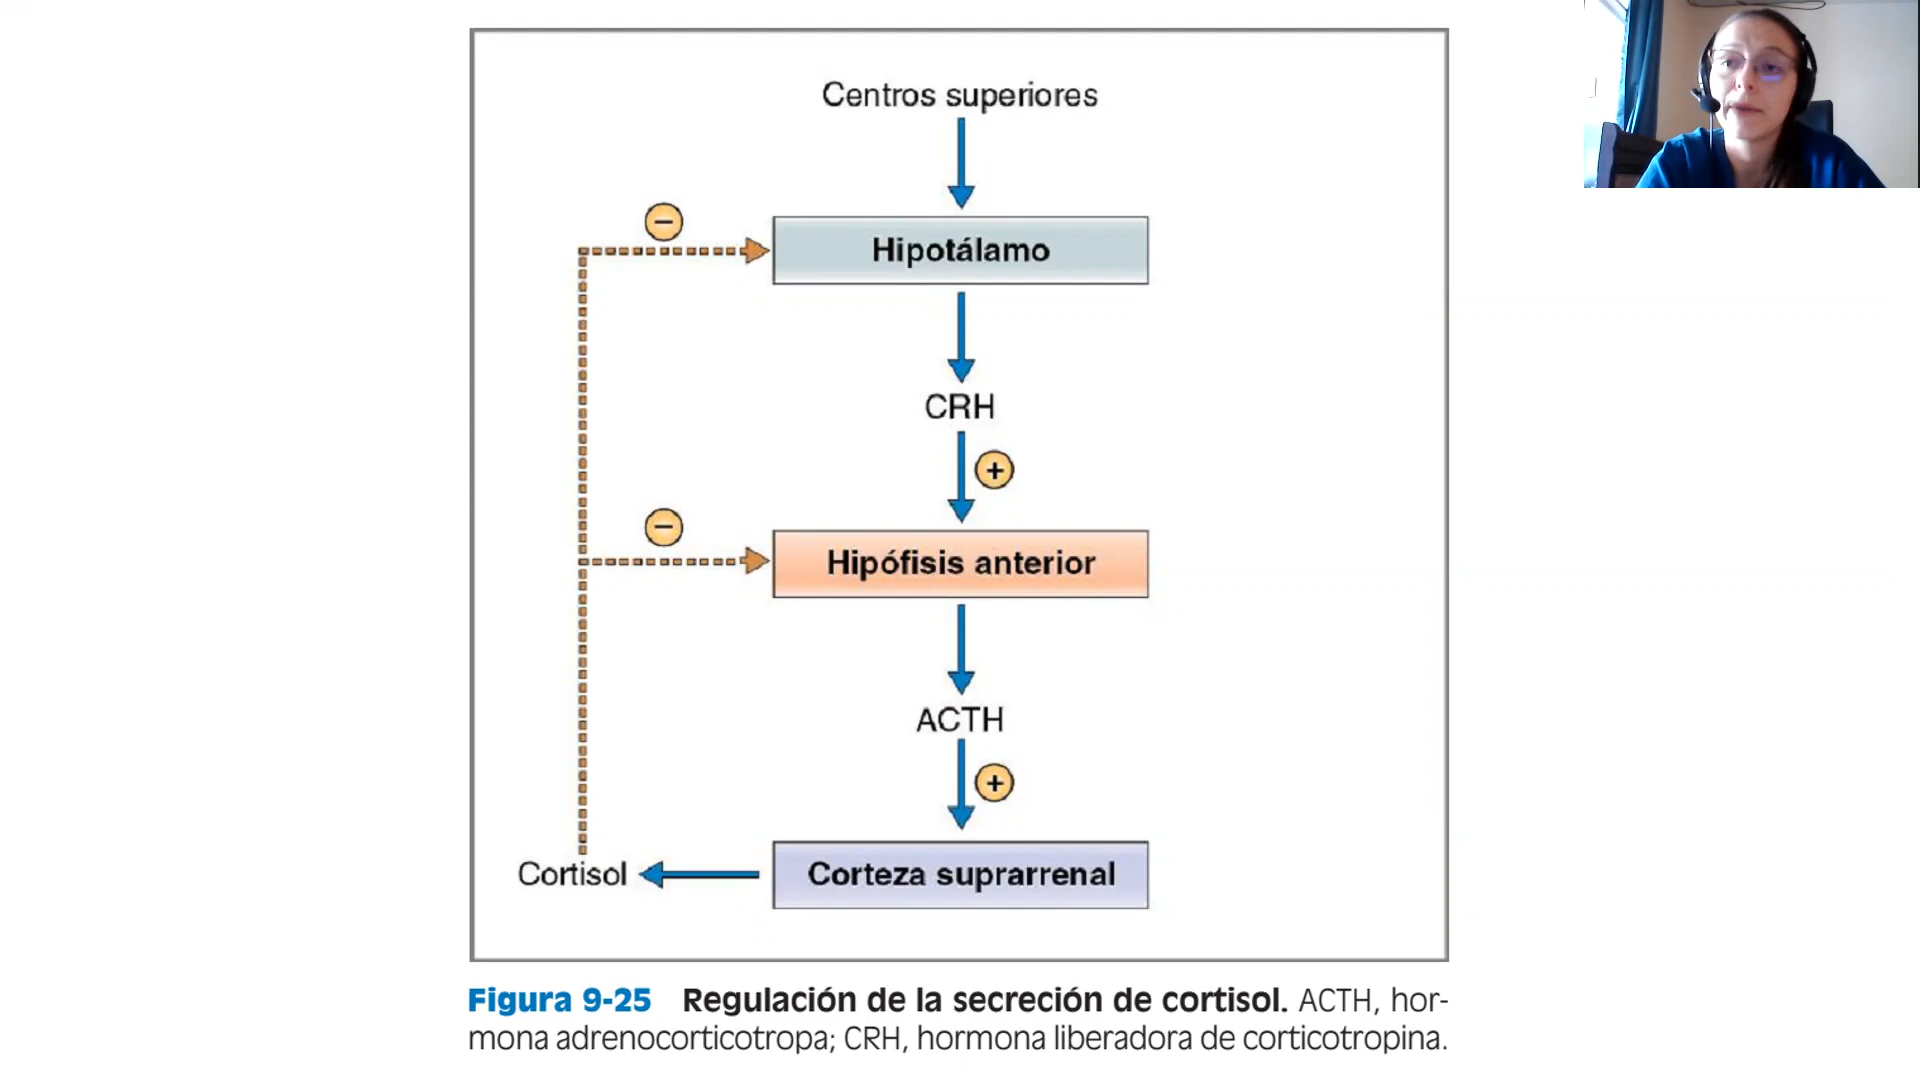 Centros superiores
−
Hipotálamo
CRH
+
−
Hipófisis anterior
ACTH
+
Cortisol
Corteza suprarrenal
Figura 9-25 Regulación de la secreción de cortisol. ACTH, hor-
mona adrenocorticotropa; CRH, hormona liberadora de corticotropina.